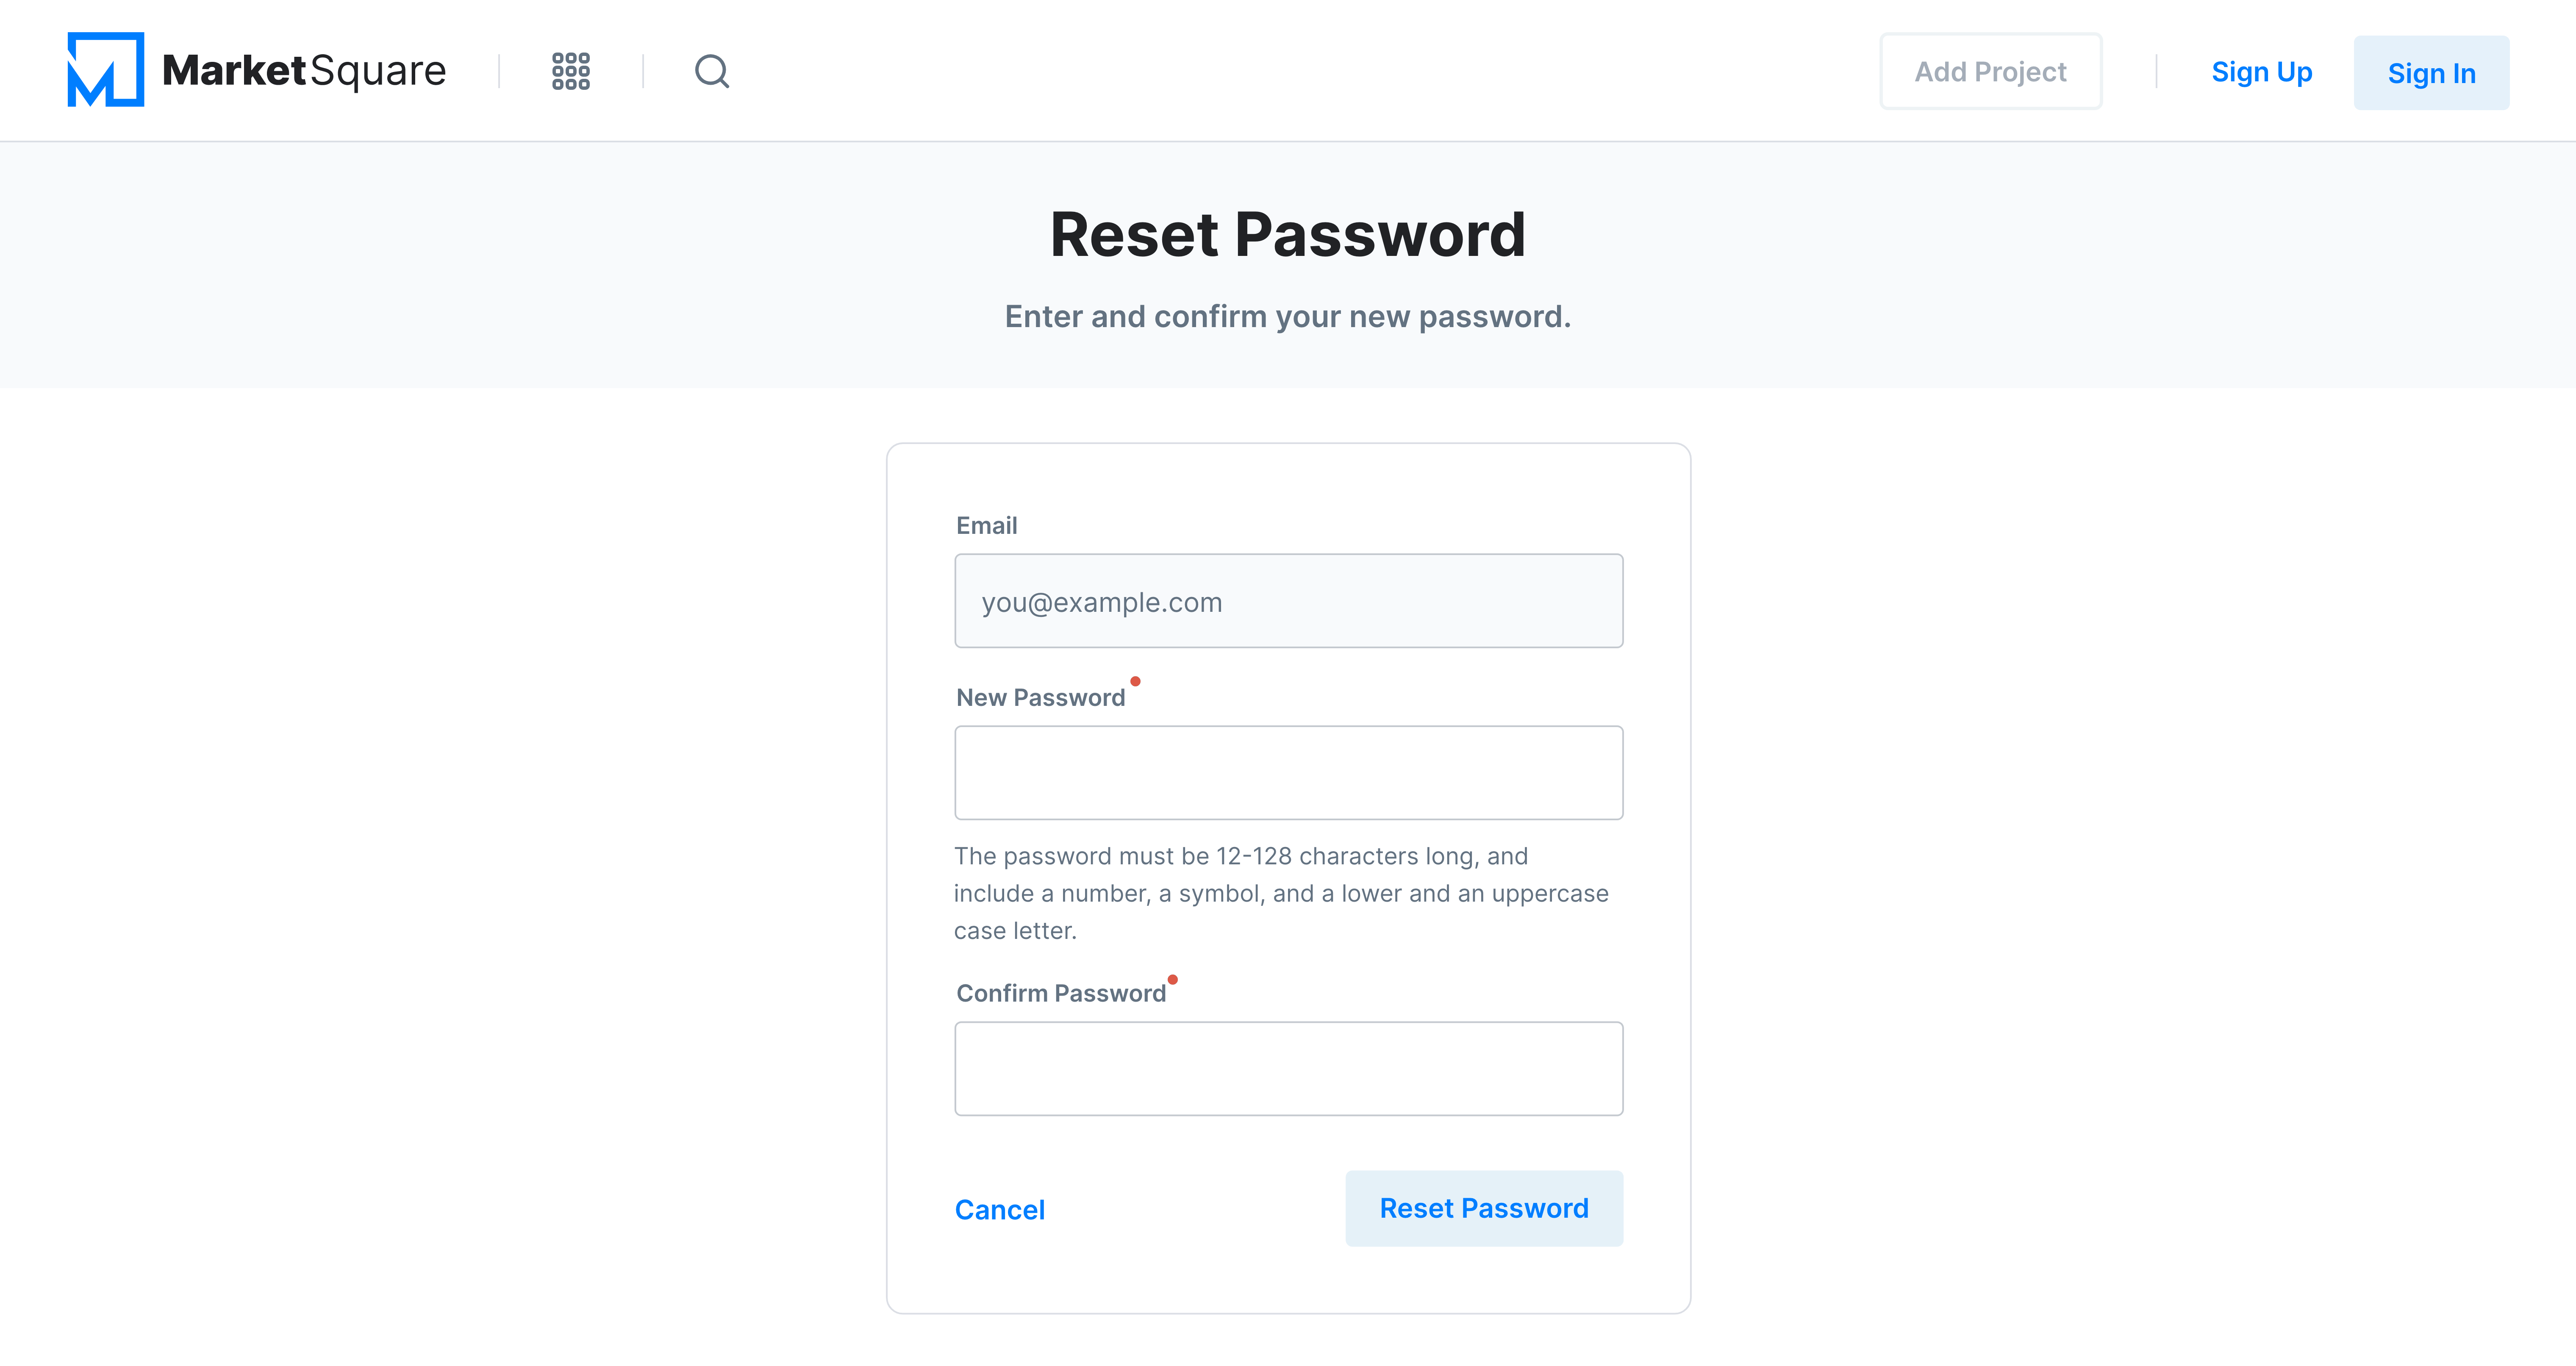 MarketSquare
Add Project
Sign Up
Sign In
Reset Password
Enter and confirm your new password.
Email
you@example.com
New Password
The password must be 12-128 characters long, and
include a number, a symbol, and a lower and an uppercase
case letter.
Confirm Password
Cancel
Reset Password